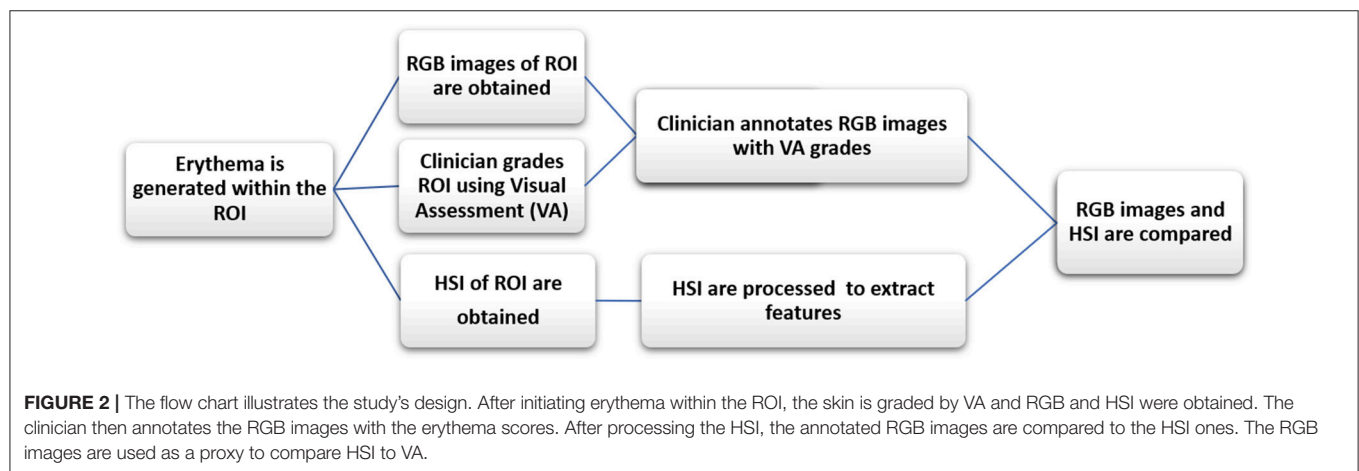 Erythema is
generated within the
ROI
RGB images of ROI
are obtained
Clinician grades
ROI using Visual
Assessment (VA)
HSI of ROI are
obtained
Clinician annotates RGB images
with VA grades
HSI are processed to extract
features
RGB images and
HSI are compared
FIGURE 2 | The flow chart illustrates the study's design. After initiating erythema within the ROI, the skin is graded by VA and RGB and HSI were obtained. The
clinician then annotates the RGB images with the erythema scores. After processing the HSI, the annotated RGB images are compared to the HSI ones. The RGB
images are used as a proxy to compare HSI to VA.